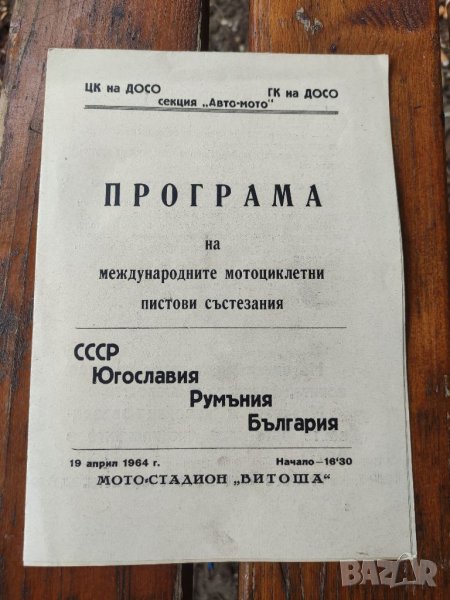 ЦК на ДОСО ГК на ДОСО
секция „Авто-мото"
ПРОГРАМА
на
международните мотоциклетни
пистови състезания
СССР
Югославия
Румъния
България
19 април 1964 г. Начало—16'30
МОТО-СТАДИОН „ВИТОША"
BAZAR